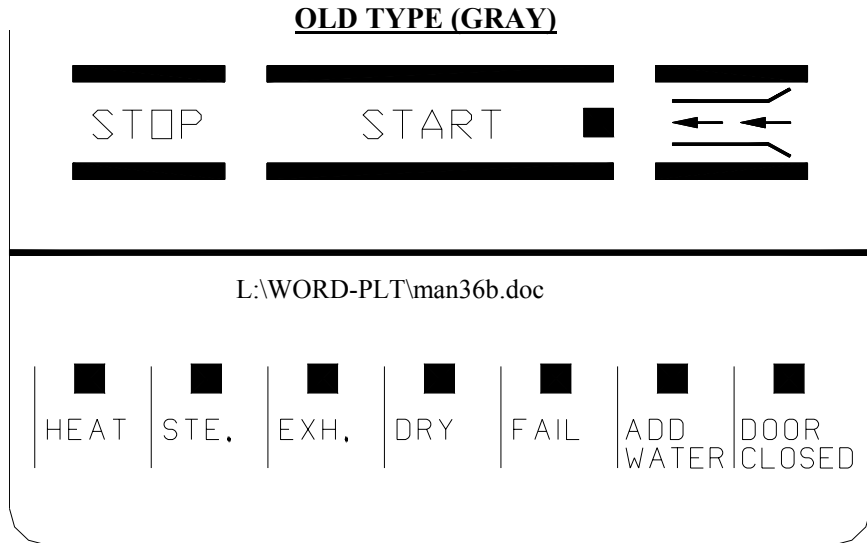 OLD TYPE (GRAY)
STOP START
L:\WORD-PLT\man36b.doc
HEAT STE. EXH. DRY FAIL ADD WATER DOOR CLOSED